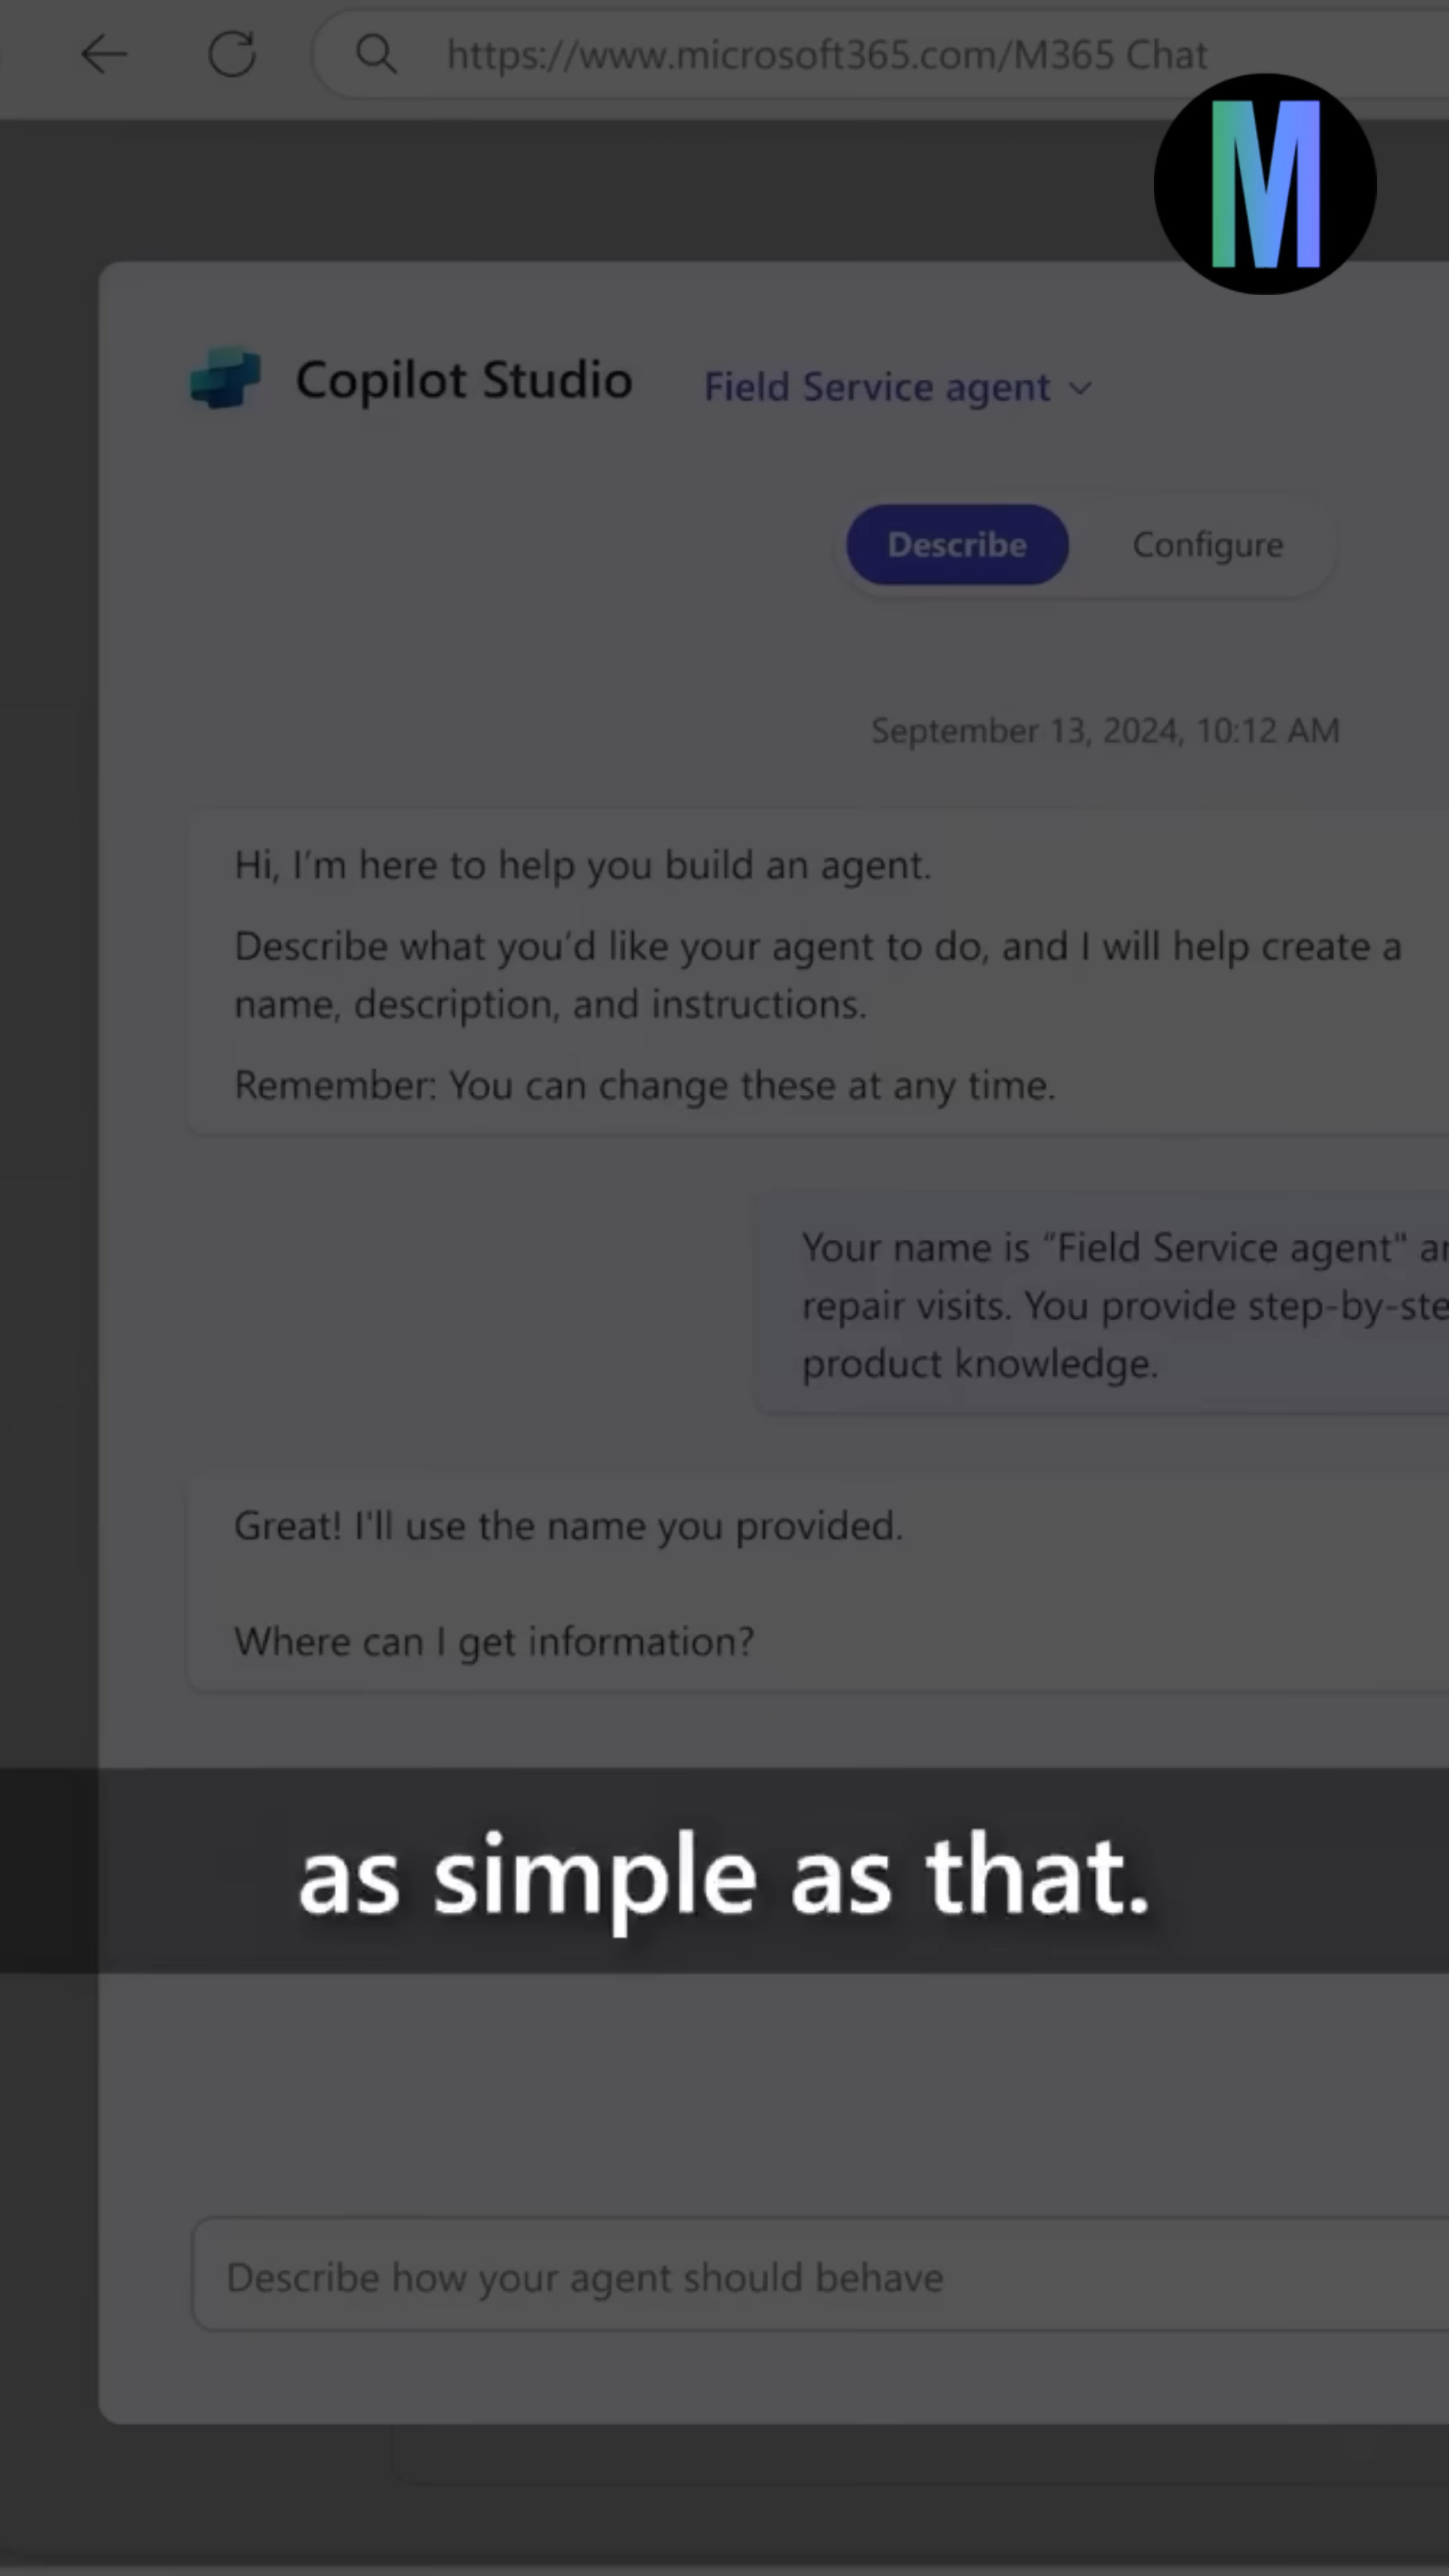 https://www.microsoft365.com/M365 Chat
M
Copilot Studio
Field Service agent
Describe
Configure
September 13, 2024, 10:12 AM
Hi, I'm here to help you build an agent.
Describe what you'd like your agent to do, and I will help create a
name, description, and instructions.
Remember: You can change these at any time.
Your name is “Field Service agent"
repair visits. You provide
product knowledge.
Great! I'll use the name you provided.
Where can I get information?
as simple as that.
Describe how your agent should behave